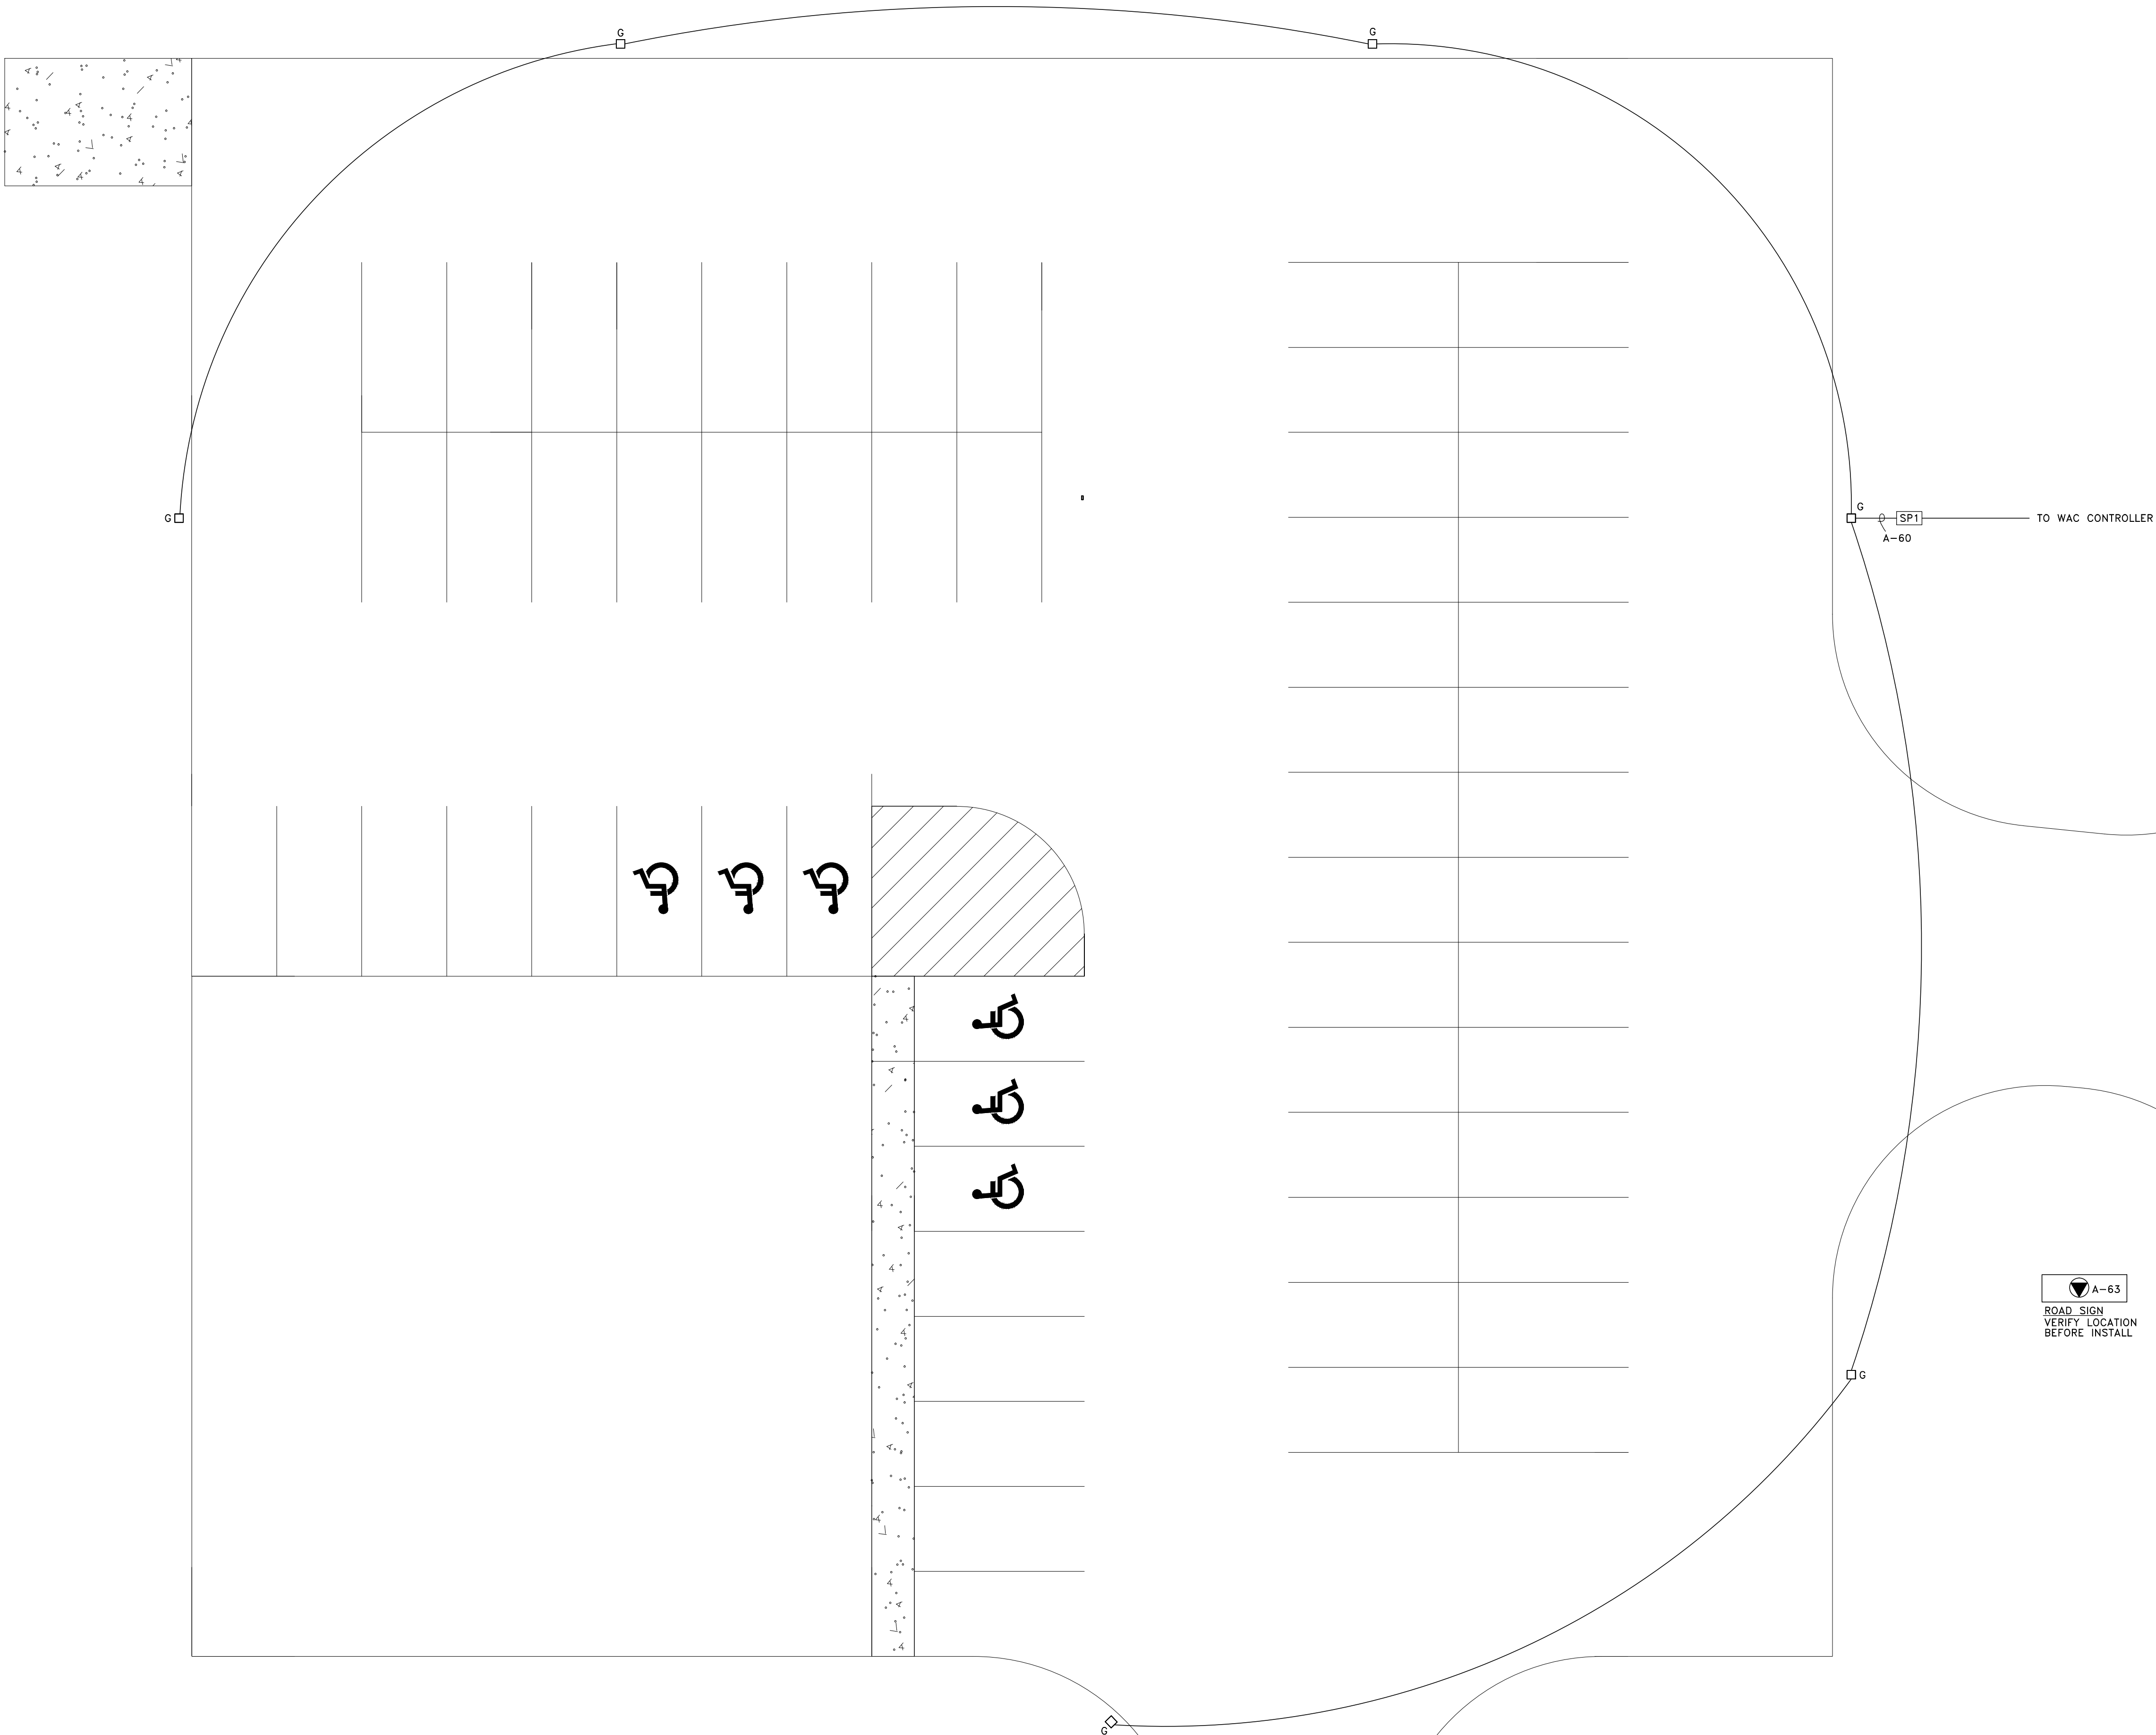 G
G
G
G
SP1
TO WAC CONTROLLER
A-60
A-63
ROAD SIGN
VERIFY LOCATION
BEFORE INSTALL
G
G